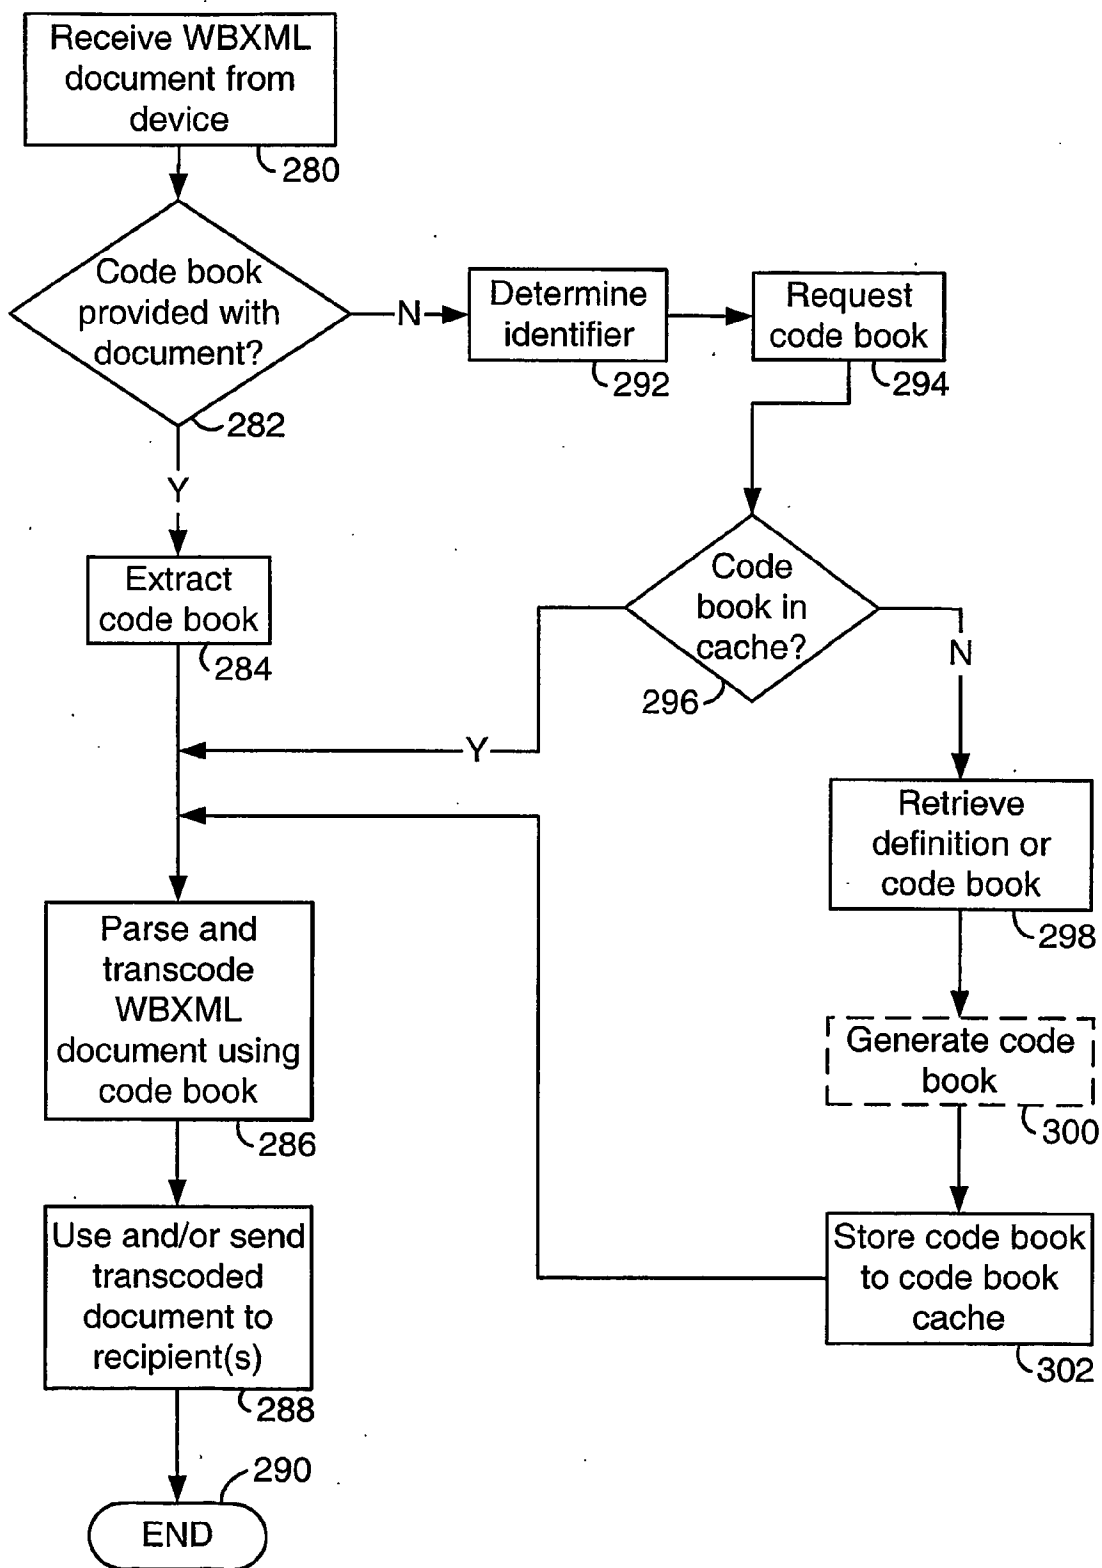 Receive WBXML
document from
device
280
Code book
provided with
document?
282
N
Determine
identifier
292
Request
code book
294
Y
Extract
code book
284
Code
book in
cache?
296
N
Y
Retrieve
definition or
code book
298
Parse and
transcode
WBXML
document using
code book
286
Generate code
book
300
Use and/or send
transcoded
document to
recipient(s)
288
Store code book
to code book
cache
302
290
END